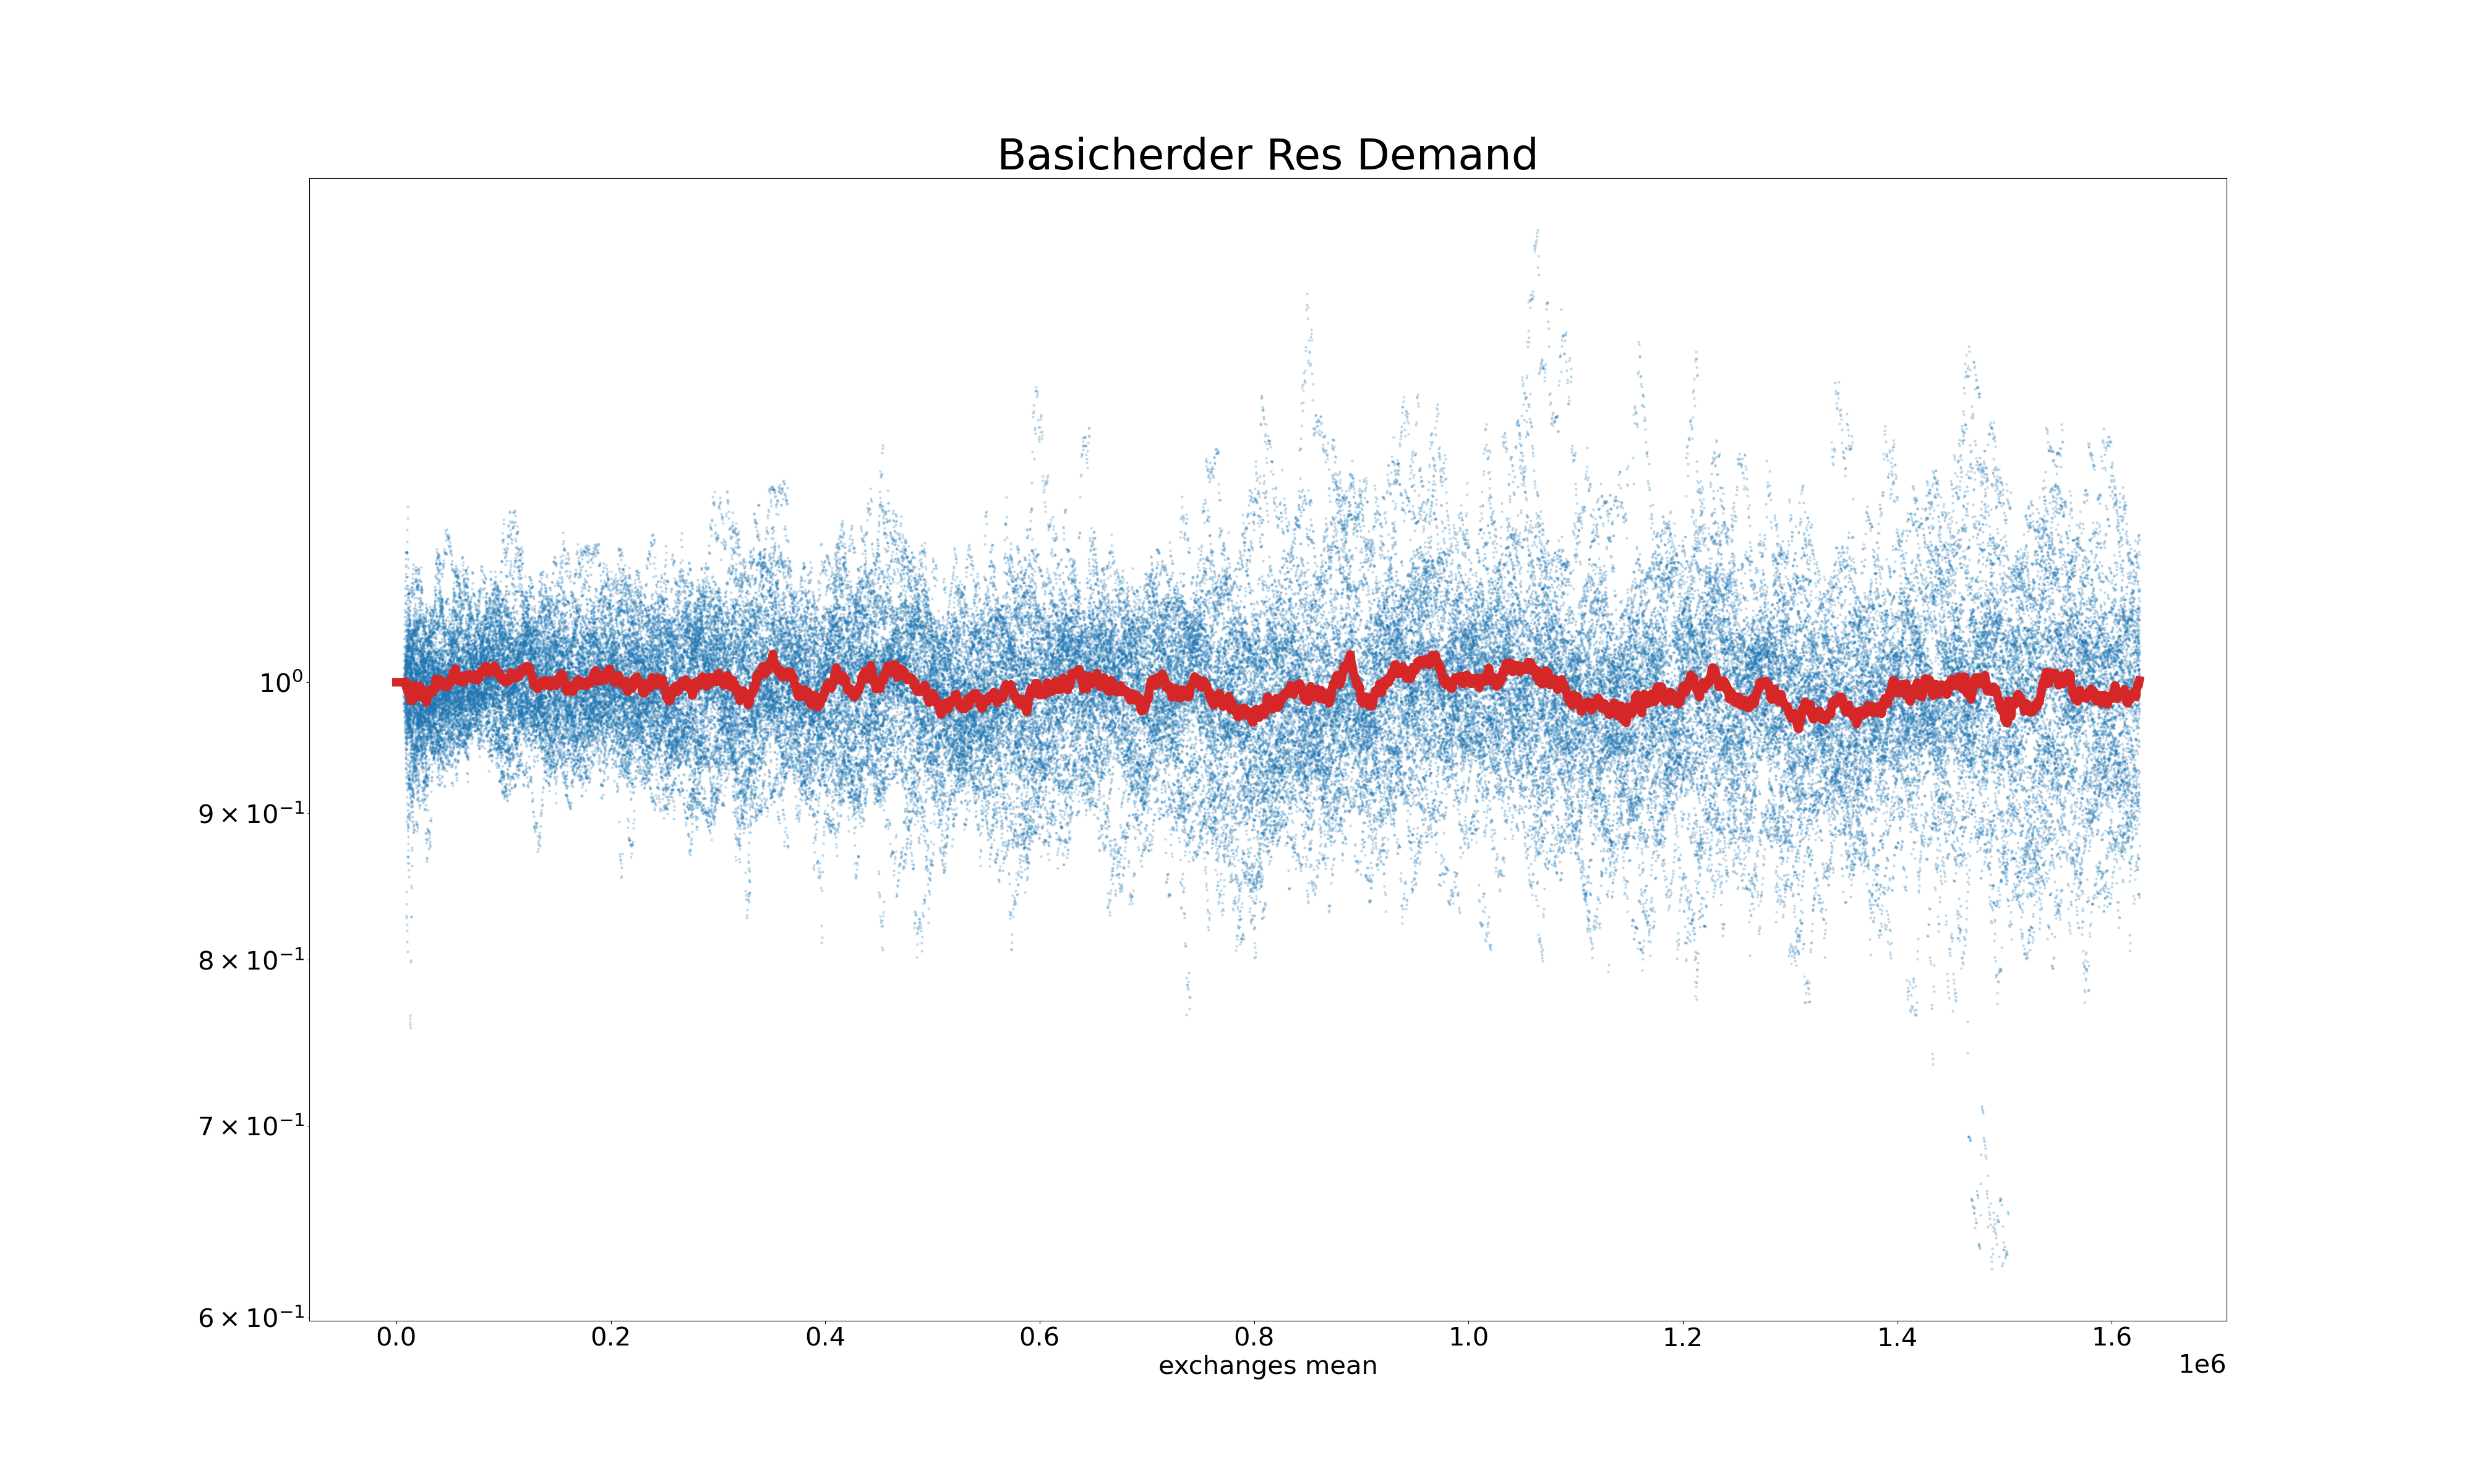 Basicherder Res Demand
10⁰
9 × 10⁻¹
8 × 10⁻¹
7 × 10⁻¹
6 × 10⁻¹
0.0 0.2 0.4 0.6 0.8 1.0 1.2 1.4 1.6
exchanges mean
1e6